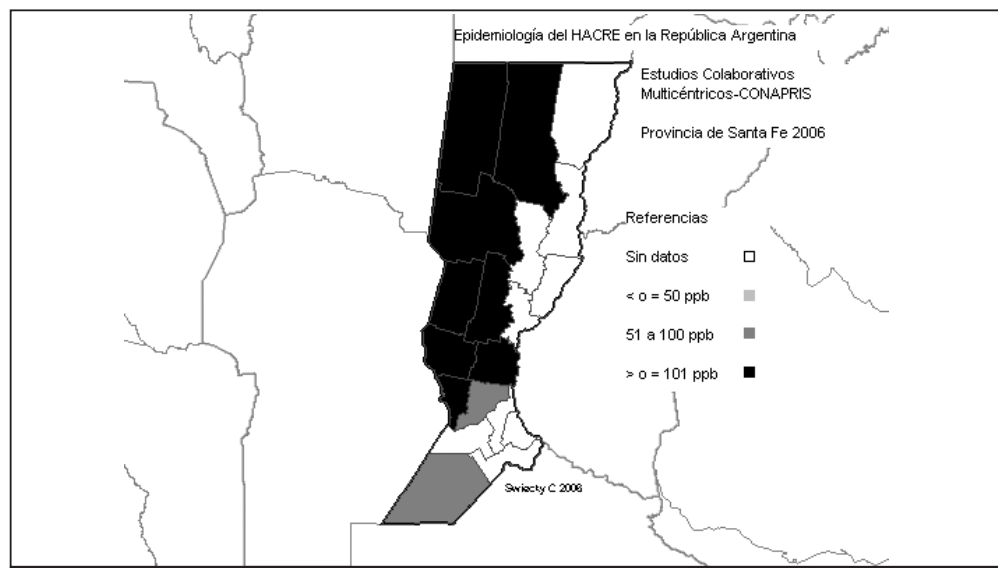 Epidemiología del HACRE en la República Argentina
Estudios Colaborativos
Multicéntricos-CONAPRIS
Provincia de Santa Fe 2006
Referencias
Sin datos
< o = 50 ppb
51 a 100 ppb
> o = 101 ppb
Swiecky C 2006